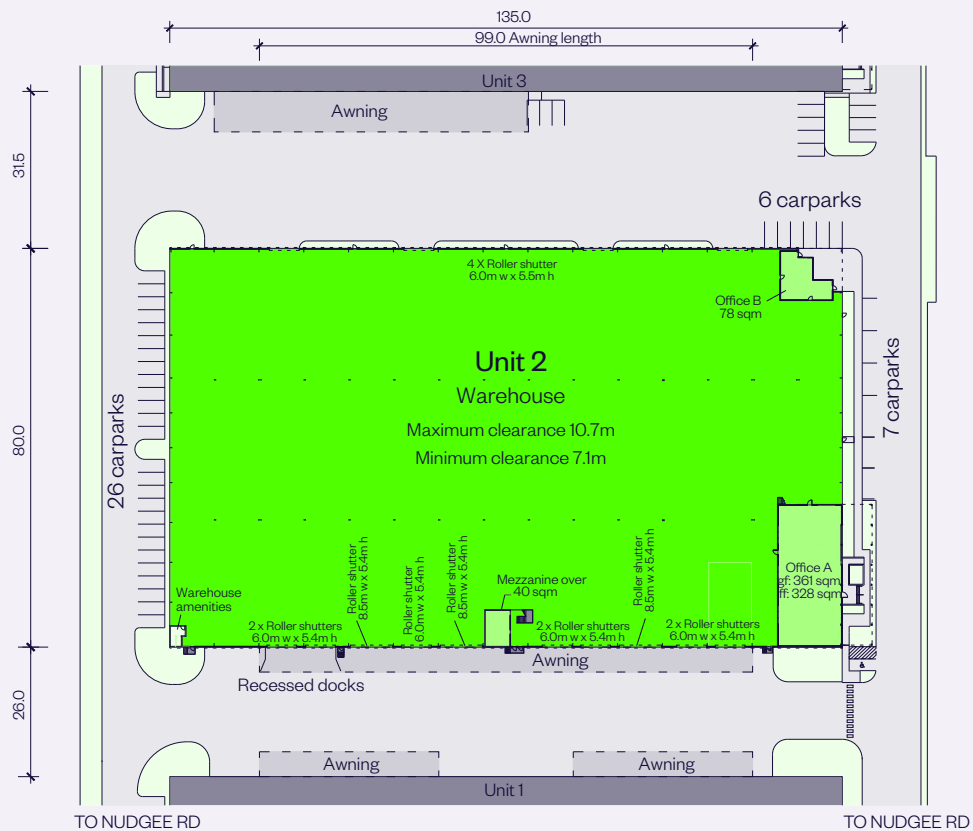 135.0
99.0 Awning length
Unit 3
Awning
31.5
6 carparks
4 X Roller shutter
6.0m w x 5.5m h
Office B
78 sqm
Unit 2
Warehouse
Maximum clearance 10.7m
Minimum clearance 7.1m
26 carparks
80.0
7 carparks
Roller shutter
8.5m w x 5.4m h
Roller shutter
6.0m w x 5.4m h
Roller shutter
8.5m w x 5.4m h
Roller shutter
8.5m w x 5.4m h
Office A
gf: 361 sqm
ff: 328 sqm
Mezzanine over
40 sqm
Warehouse
amenities
2 x Roller shutters
6.0m w x 5.4m h
2 x Roller shutters
6.0m w x 5.4m h
2 x Roller shutters
6.0m w x 5.4m h
Awning
Recessed docks
26.0
Awning
Awning
Unit 1
TO NUDGEE RD
TO NUDGEE RD